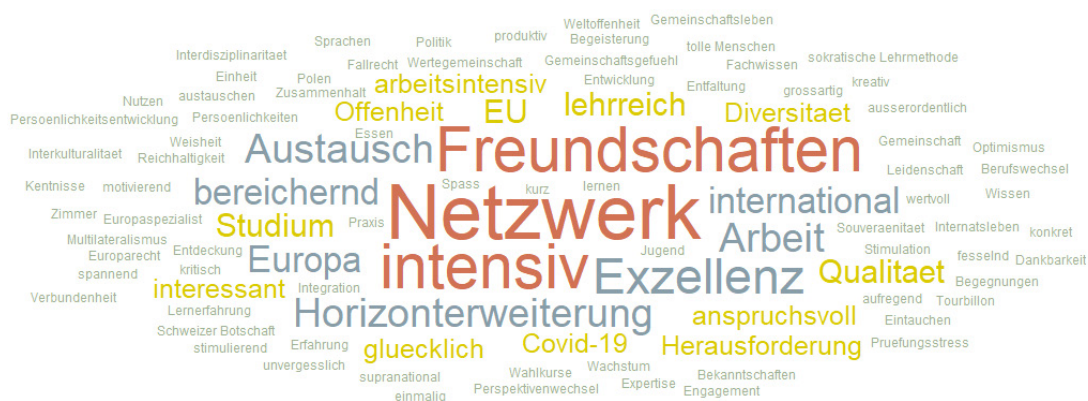 Gemeinschaftsleben
Weltoffenheit
produktiv Begeisterung
Sprachen Politik tolle Menschen
Interdisziplinaritaet Fallrecht Wertegemeinschaft Gemeinschaftsgefuehl Fachwissen sokratische Lehrmethode
Einheit Polen arbeitsintensiv Entwicklung Entfaltung grossartig kreativ
Nutzen austauschen Zusammenhalt Offenheit EU lehrreich Diversitaet ausserordentlich
Persoenlichkeitsentwicklung Persoenlichkeiten Essen
Weisheit Austausch Freundschaften Gemeinschaft Optimismus
Interkulturalitaet Reichhaltigkeit Leidenschaft Berufswechsel
Kentnisse motivierend bereichernd Spass kurz lernen international wertvoll Wissen
Zimmer Europaspezialist Studium Praxis Netzwerk Arbeit Souveraenitaet Internatsleben konkret
Multilateralismus Entdeckung Jugend Stimulation fesselnd
Europarecht Europa intensiv Exzellenz Qualitaet Dankbarkeit
spannend kritisch interessant Integration Begegnungen
Verbundenheit Lernerfahrung Horizonterweiterung anspruchsvoll aufregend Tourbillon
Schweizer Botschaft Eintauchen
stimulierend Erfahrung gluecklich Covid-19 Herausforderung Pruefungsstress
unvergesslich supranational Wahlkurse Wachstum Bekanntschaften
einmalig Perspektivenwechsel Expertise Engagement